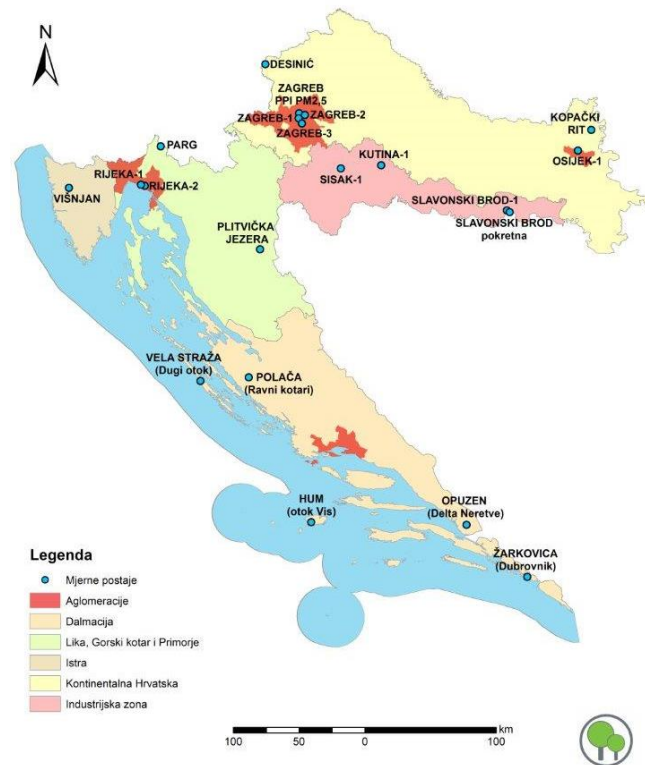 N
DESINIĆ
ZAGREB
PPI PM2,5
ZAGREB-1
ZAGREB-2
ZAGREB-3
KOPAČKI
RIT
OSIJEK-1
PARG
KUTINA-1
SISAK-1
RIJEKA-1
RIJEKA-2
VIŠNJAN
SLAVONSKI BROD-1
SLAVONSKI BROD
pokretna
PLITVIČKA
JEZERA
VELA STRAŽA
(Dugi otok)
POLAČA
(Ravni kotari)
HUM
(otok Vis)
OPUZEN
(Delta Neretve)
ŽARKOVICA
(Dubrovnik)
Legenda
Mjerne postaje
Aglomeracije
Dalmacija
Lika, Gorski kotar i Primorje
Istra
Kontinentalna Hrvatska
Industrijska zona
km
100 50 0 100